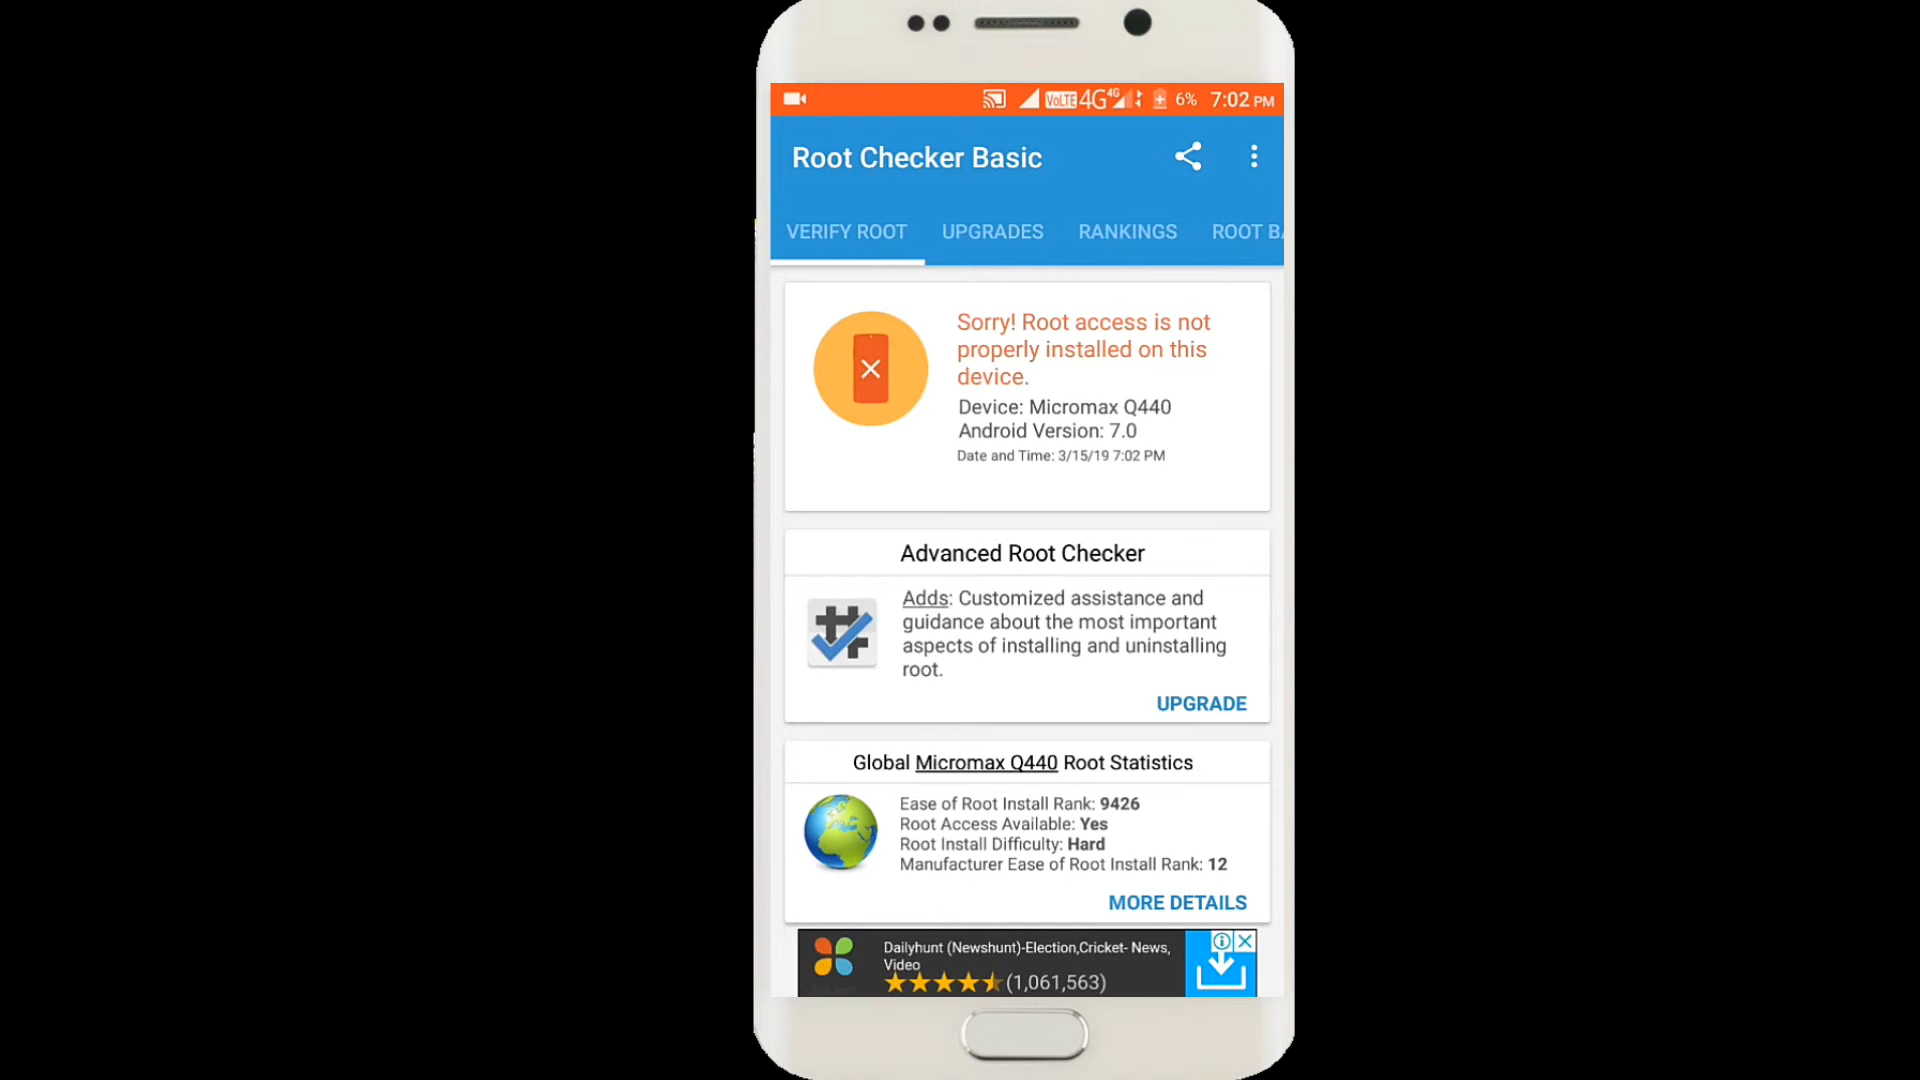 VoLTE 4G 4G 6% 7:02 PM
Root Checker Basic
VERIFY ROOT UPGRADES RANKINGS ROOT BA
Sorry! Root access is not
properly installed on this
device.
Device: Micromax Q440
Android Version: 7.0
Date and Time: 3/15/19 7:02 PM
Advanced Root Checker
Adds: Customized assistance and
guidance about the most important
aspects of installing and uninstalling
root.
UPGRADE
Global Micromax Q440 Root Statistics
Ease of Root Install Rank: 9426
Root Access Available: Yes
Root Install Difficulty: Hard
Manufacturer Ease of Root Install Rank: 12
MORE DETAILS
Dailyhunt (Newshunt)-Election,Cricket- News,
Video
(1,061,563)